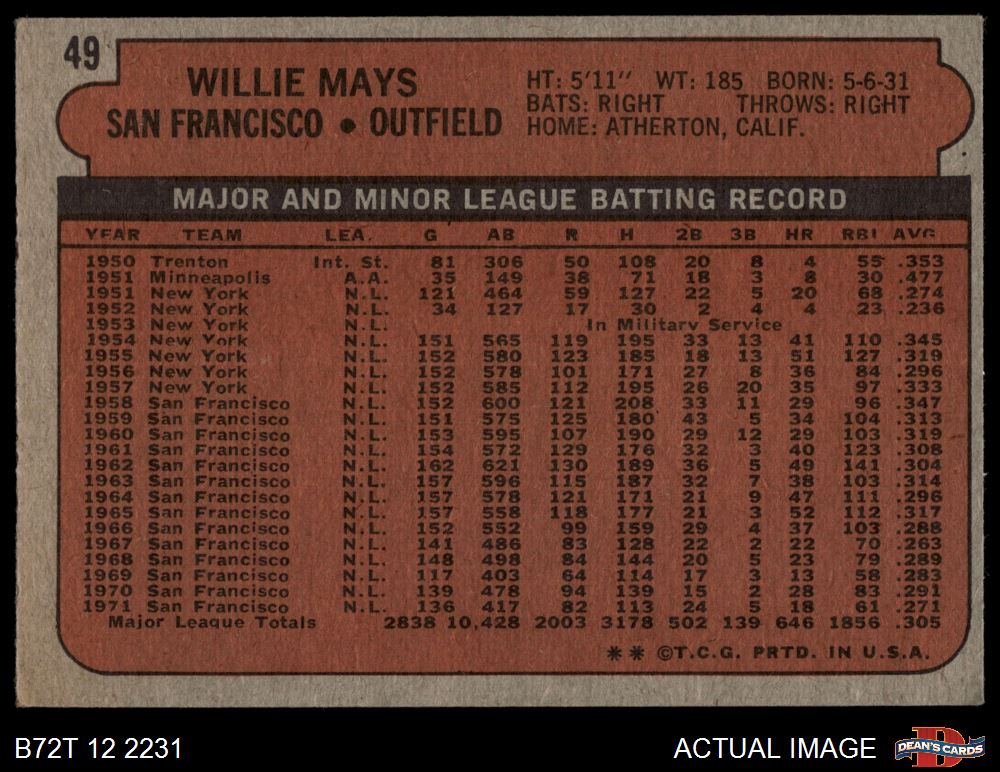 49
WILLIE MAYS
SAN FRANCISCO • OUTFIELD
HT: 5'11" WT: 185 BORN: 5-6-31
BATS: RIGHT THROWS: RIGHT
HOME: ATHERTON, CALIF.
MAJOR AND MINOR LEAGUE BATTING RECORD
YEAR TEAM LEA. G AB R H 2B 3B HR RBI AVG
1950 Trenton Int. St. 81 306 50 108 20 8 4 55 .353
1951 Minneapolis A.A. 35 149 38 71 18 3 8 30 .477
1951 New York N.L. 121 464 59 127 22 5 20 68 .274
1952 New York N.L. 34 127 17 30 2 4 4 23 .236
1953 New York N.L. In Military Service
1954 New York N.L. 151 565 119 195 33 13 41 110 .345
1955 New York N.L. 152 580 123 185 18 13 51 127 .319
1956 New York N.L. 152 578 101 171 27 8 36 84 .296
1957 New York N.L. 152 585 112 195 26 20 35 97 .333
1958 San Francisco N.L. 152 600 121 208 33 11 29 96 .347
1959 San Francisco N.L. 151 575 125 180 43 5 34 104 .313
1960 San Francisco N.L. 153 595 107 190 29 12 29 103 .319
1961 San Francisco N.L. 154 572 129 176 32 3 40 123 .308
1962 San Francisco N.L. 162 621 130 189 36 5 49 141 .304
1963 San Francisco N.L. 157 596 115 187 32 7 38 103 .314
1964 San Francisco N.L. 157 578 121 171 21 9 47 111 .296
1965 San Francisco N.L. 157 558 118 177 21 3 52 112 .317
1966 San Francisco N.L. 152 552 99 159 29 4 37 103 .288
1967 San Francisco N.L. 141 486 83 128 22 2 22 70 .263
1968 San Francisco N.L. 148 498 84 144 20 5 23 79 .289
1969 San Francisco N.L. 117 403 64 114 17 3 13 58 .283
1970 San Francisco N.L. 139 478 94 139 15 2 28 83 .291
1971 San Francisco N.L. 136 417 82 113 24 5 18 61 .271
Major League Totals 2838 10,428 2003 3178 502 139 646 1856 .305
** ©T.C.G. PRTD. IN U.S.A.
B72T 12 2231
ACTUAL IMAGE
D
DEAN'S CARDS